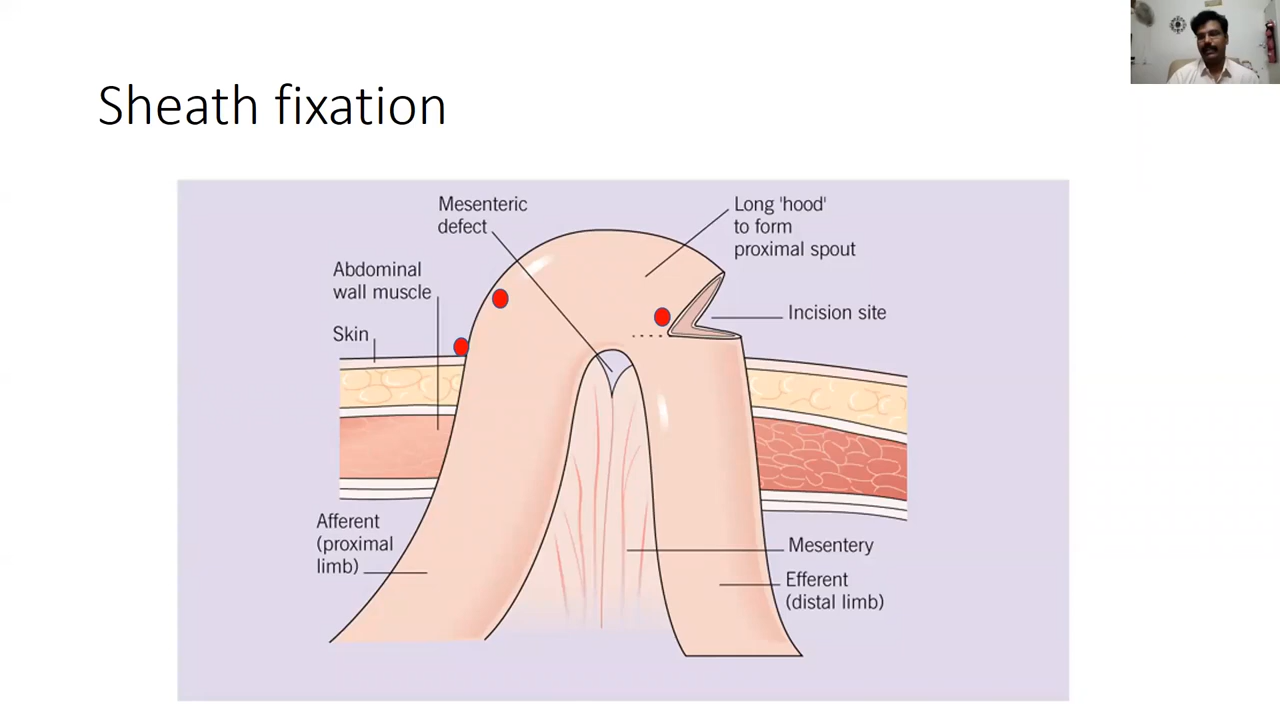 Sheath fixation
Mesenteric
defect
Long 'hood'
to form
proximal spout
Abdominal
wall muscle
Skin
Incision site
Afferent
(proximal
limb)
Mesentery
Efferent
(distal limb)